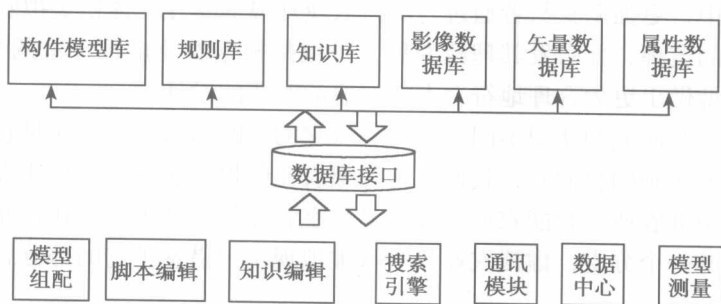 构件模型库
规则库
知识库
影像数
据库
矢量数
据库
属性数
据库
数据库接口
模型
组配
脚本编辑
知识编辑
搜索
引擎
通讯
模块
数据
中心
模型
测量